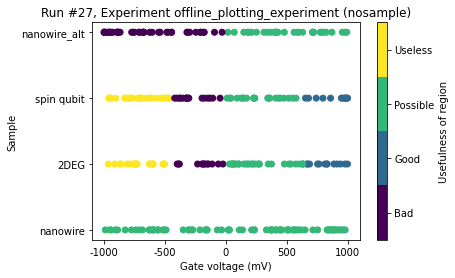 Run #27, Experiment offline_plotting_experiment (nosample)
nanowire_alt
spin qubit
2DEG
nanowire
Sample
-1000
-500
0
500
1000
Gate voltage (mV)
Useless
Possible
Good
Bad
Usefulness of region